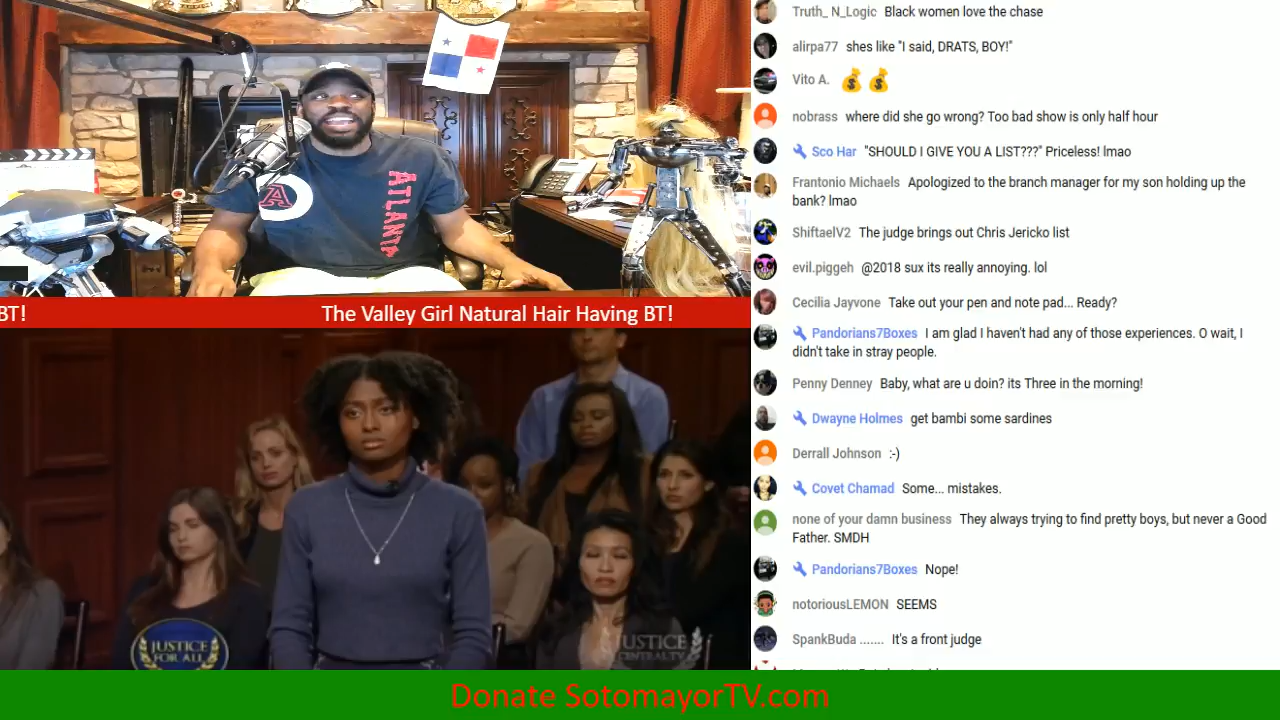 ATLANTA
A
BT!
The Valley Girl Natural Hair Having BT!
JUSTICE
FOR ALL
JUSTICE
CENTRAL.TV
Truth_ N_Logic Black women love the chase
alirpa77 shes like "I said, DRATS, BOY!"
Vito A. 💰 💰
nobrass where did she go wrong? Too bad show is only half hour
Sco Har "SHOULD I GIVE YOU A LIST???" Priceless! lmao
Frantonio Michaels Apologized to the branch manager for my son holding up the
bank? lmao
ShiftaelV2 The judge brings out Chris Jericko list
evil.piggeh @2018 sux its really annoying. lol
Cecilia Jayvone Take out your pen and note pad... Ready?
Pandorians7Boxes I am glad I haven't had any of those experiences. O wait, I
didn't take in stray people.
Penny Denney Baby, what are u doin? its Three in the morning!
Dwayne Holmes get bambi some sardines
Derrall Johnson :-)
Covet Chamad Some... mistakes.
none of your damn business They always trying to find pretty boys, but never a Good
Father. SMDH
Pandorians7Boxes Nope!
notoriousLEMON SEEMS
SpankBuda ....... It's a front judge
Donate SotomayorTV.com